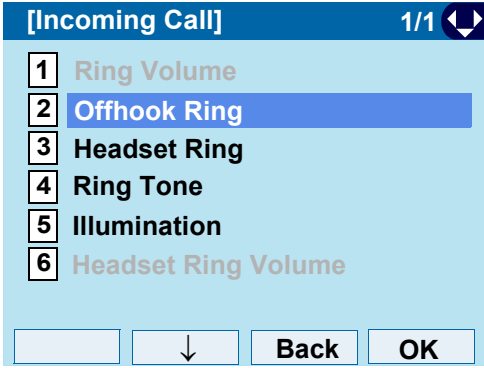 [Incoming Call] 1/1
1 Ring Volume
2 Offhook Ring
3 Headset Ring
4 Ring Tone
5 Illumination
6 Headset Ring Volume
↓ Back OK